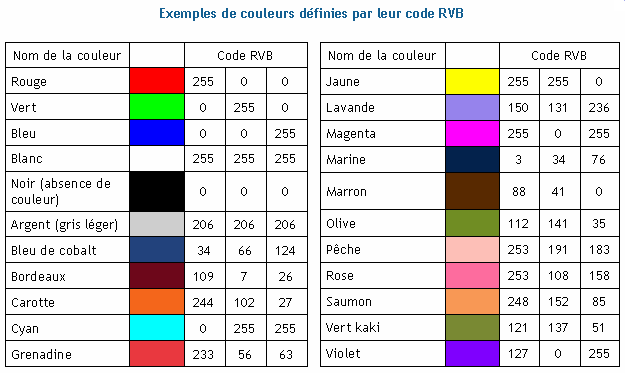 Exemples de couleurs définies par leur code RVB
Nom de la couleur Code RVB
Rouge 255 0 0
Vert 0 255 0
Bleu 0 0 255
Blanc 255 255 255
Noir (absence de
couleur) 0 0 0
Argent (gris léger) 206 206 206
Bleu de cobalt 34 66 124
Bordeaux 109 7 26
Carotte 244 102 27
Cyan 0 255 255
Grenadine 233 56 63
Nom de la couleur Code RVB
Jaune 255 255 0
Lavande 150 131 236
Magenta 255 0 255
Marine 3 34 76
Marron 88 41 0
Olive 112 141 35
Pêche 253 191 183
Rose 253 108 158
Saumon 248 152 85
Vert kaki 121 137 51
Violet 127 0 255